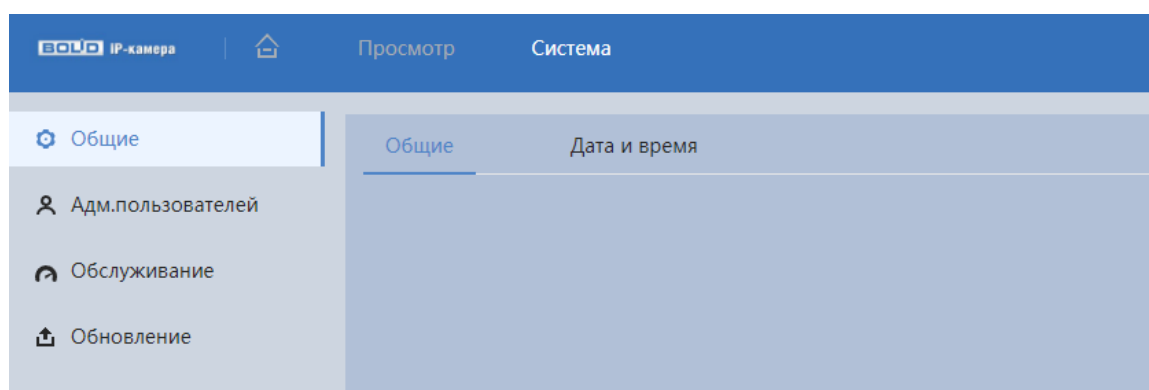 BOLID IP-камера Просмотр Система
Общие
Адм.пользователей
Обслуживание
Обновление
Общие Дата и время